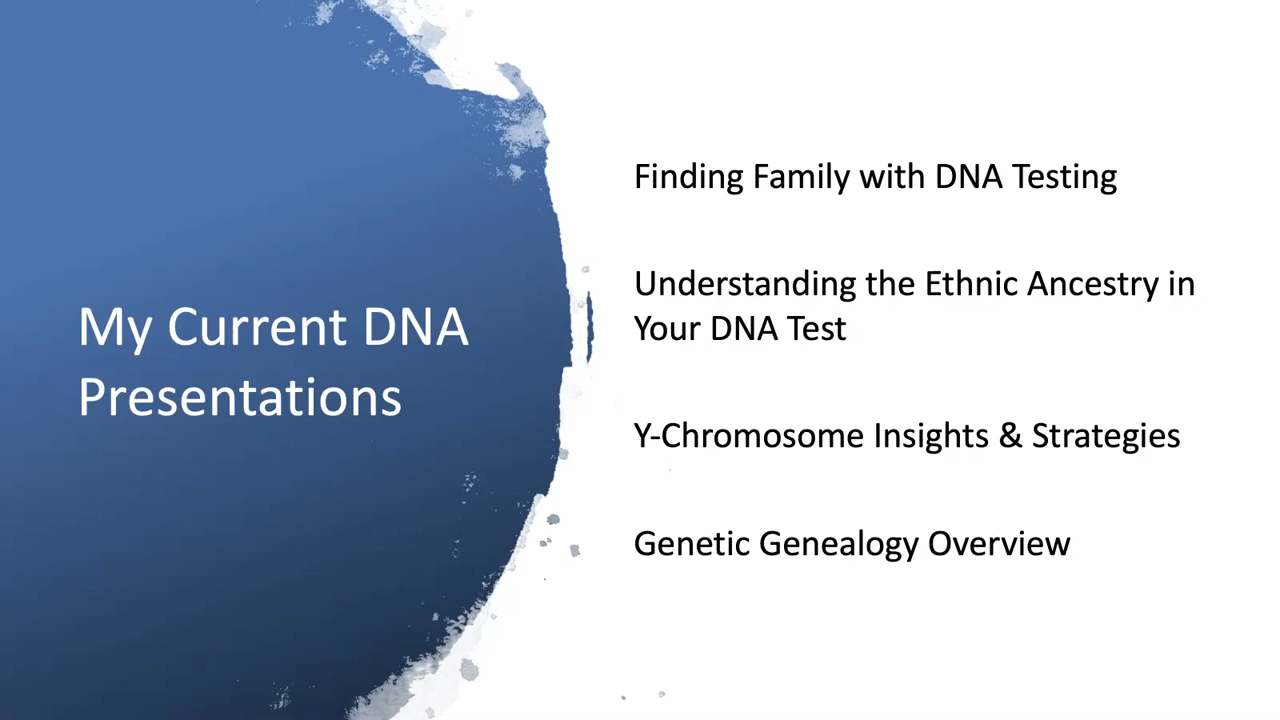 My Current DNA
Presentations
Finding Family with DNA Testing
Understanding the Ethnic Ancestry in
Your DNA Test
Y-Chromosome Insights & Strategies
Genetic Genealogy Overview